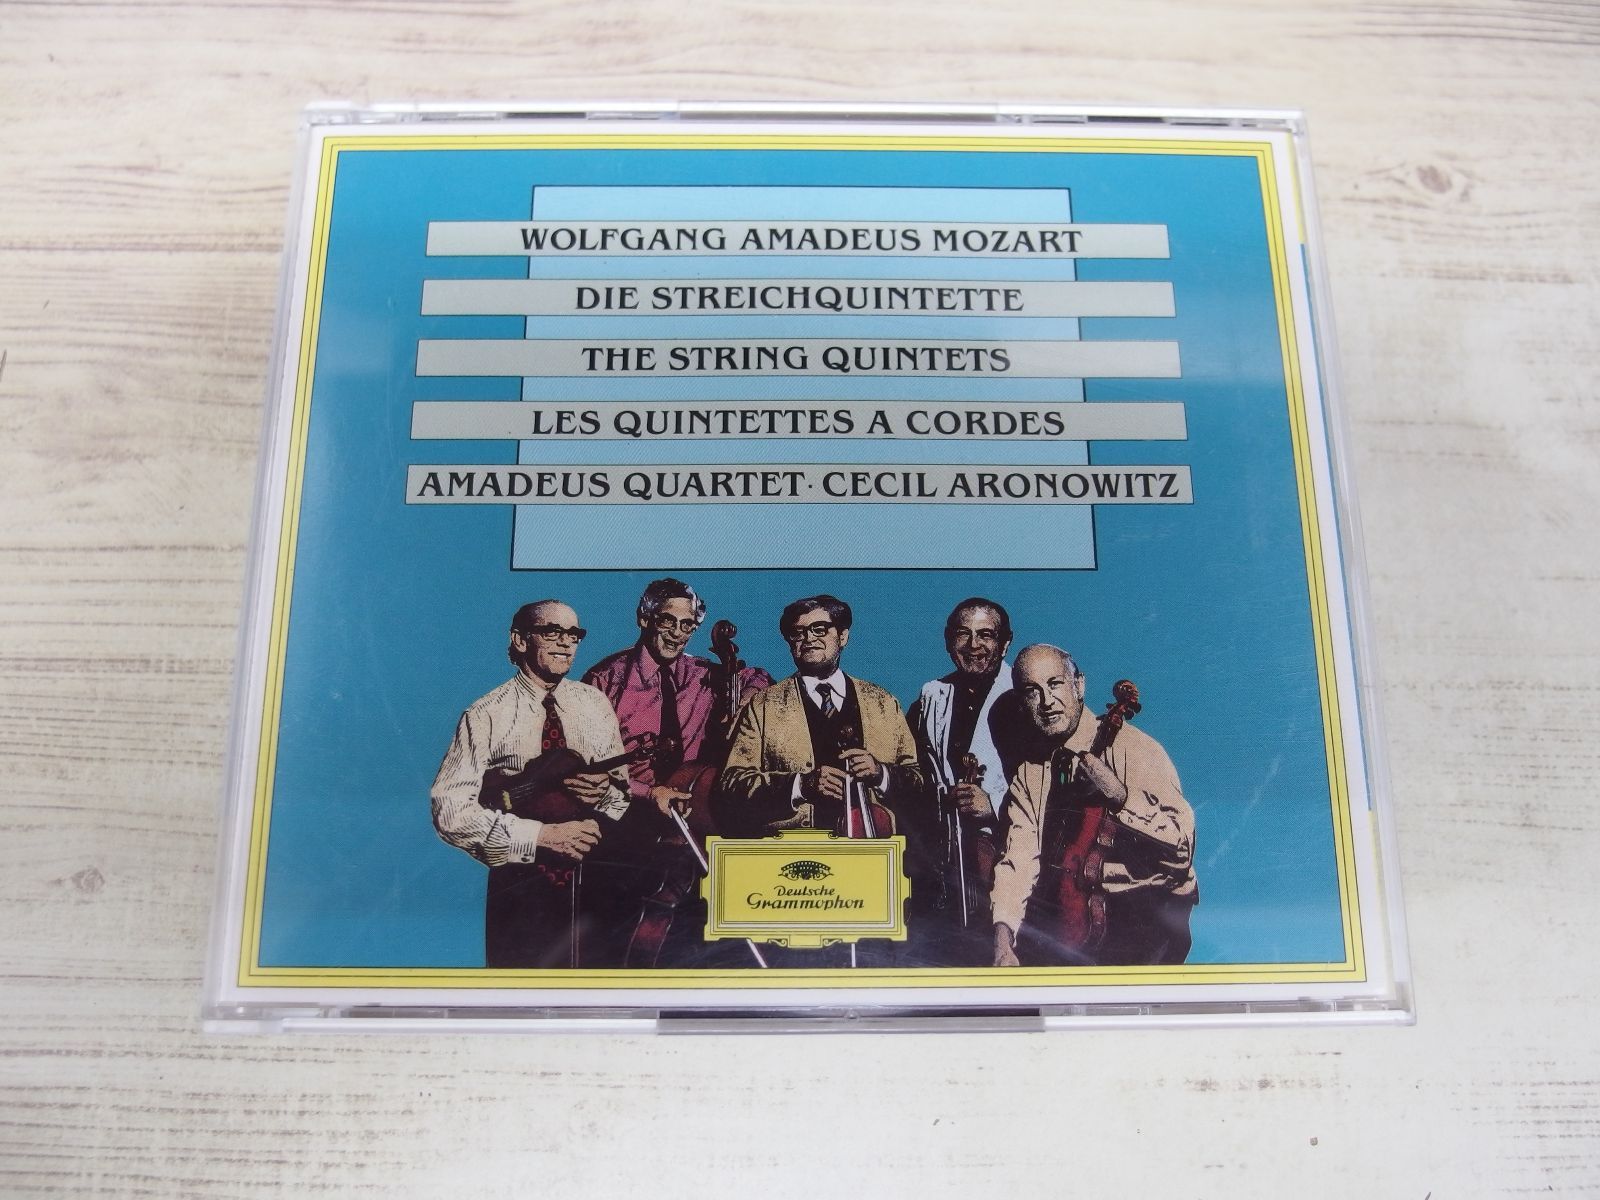 WOLFGANG AMADEUS MOZART
DIE STREICHQUINTETTE
THE STRING QUINTETS
LES QUINTETTES A CORDES
AMADEUS QUARTET · CECIL ARONOWITZ
Deutsche
Grammophon